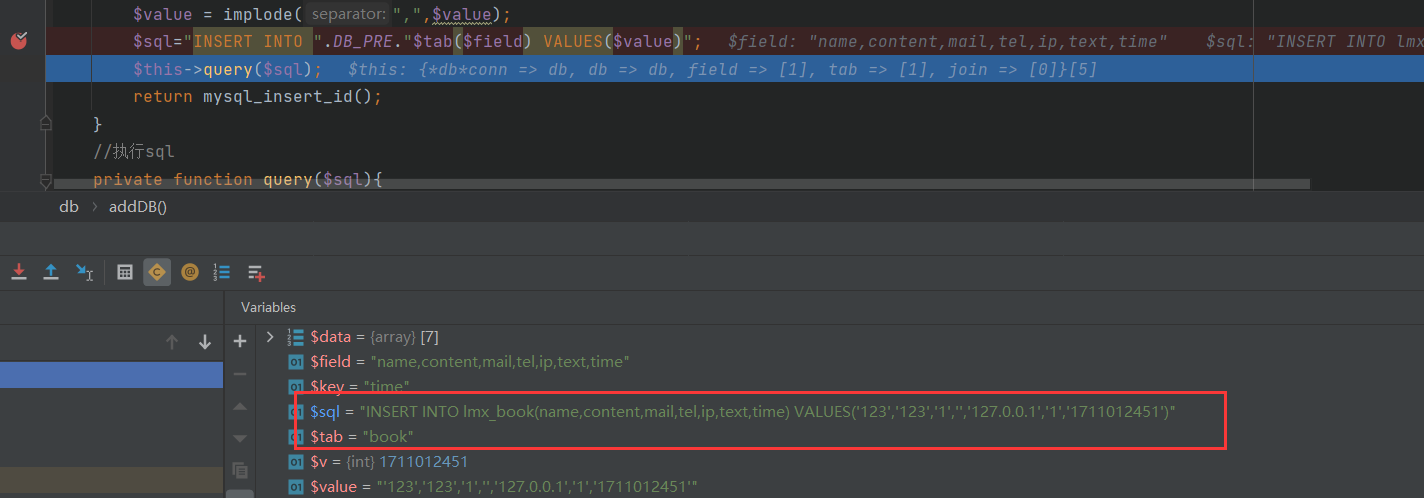 $value = implode( separator: ",",$value);
$sql="INSERT INTO ".DB_PRE."$tab($field) VALUES($value)"; $field: "name,content,mail,tel,ip,text,time" $sql: "INSERT INTO lmx
$this->query($sql); $this: {*db*conn => db, db => db, field => [1], tab => [1], join => [0]}[5]
return mysql_insert_id();
}
//执行sql
private function query($sql){
db > addDB()
Variables
$data = {array} [7]
$field = "name,content,mail,tel,ip,text,time"
$key = "time"
$sql = "INSERT INTO lmx_book(name,content,mail,tel,ip,text,time) VALUES('123','123','1','','127.0.0.1','1','1711012451')"
$tab = "book"
$v = {int} 1711012451
$value = "'123','123','1','','127.0.0.1','1','1711012451'"